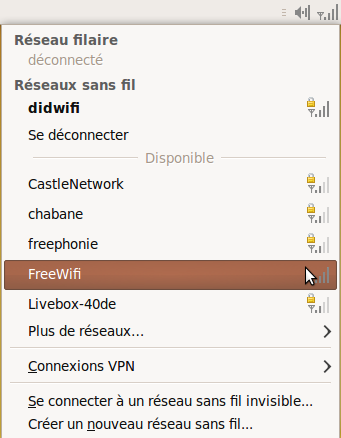 Réseau filaire
déconnecté
Réseaux sans fil
didwifi
Se déconnecter
Disponible
CastleNetwork
chabane
freephonie
FreeWifi
Livebox-40de
Plus de réseaux...
Connexions VPN
Se connecter à un réseau sans fil invisible...
Créer un nouveau réseau sans fil...